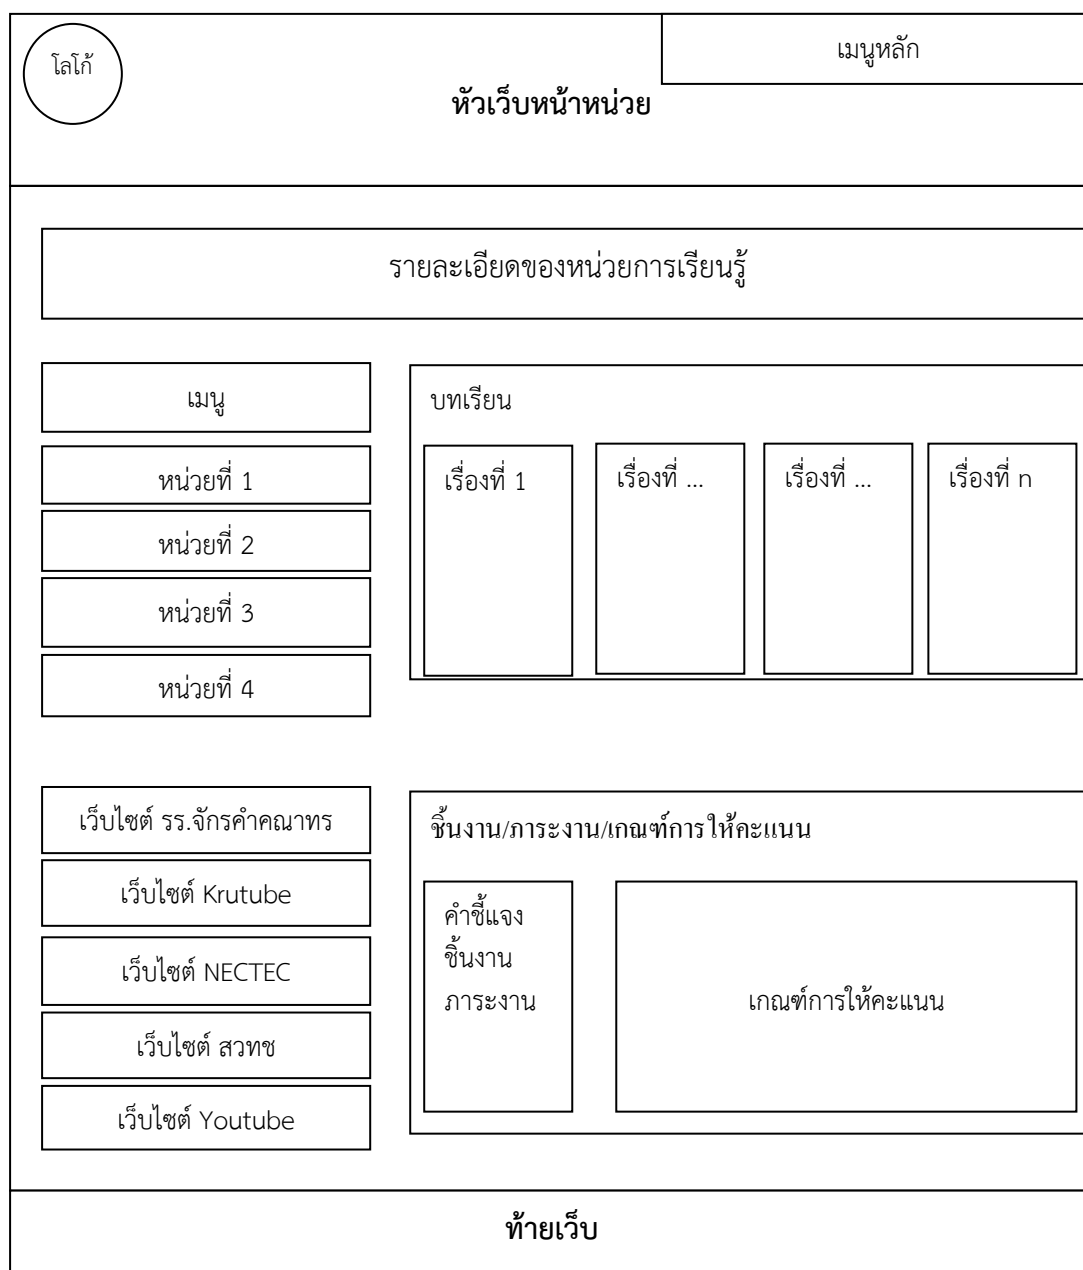 โลโก้
เมนูหลัก
หัวเว็บหน้าหน่วย
รายละเอียดของหน่วยการเรียนรู้
เมนู
หน่วยที่ 1
หน่วยที่ 2
หน่วยที่ 3
หน่วยที่ 4
บทเรียน
เรื่องที่ 1
เรื่องที่ ...
เรื่องที่ ...
เรื่องที่ n
เว็บไซต์ รร.จักรคำคณาทร
เว็บไซต์ Krutube
เว็บไซต์ NECTEC
เว็บไซต์ สวทช
เว็บไซต์ Youtube
ชิ้นงาน/ภาระงาน/เกณฑ์การให้คะแนน
คำชี้แจง
ชิ้นงาน
ภาระงาน
เกณฑ์การให้คะแนน
ท้ายเว็บ